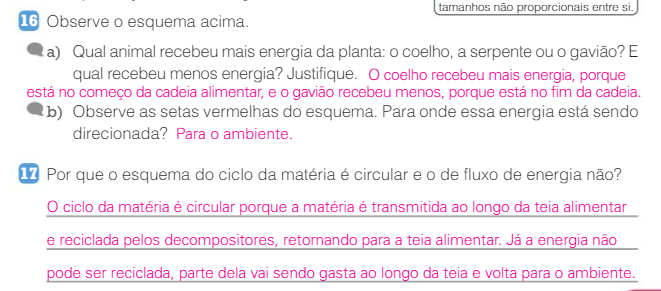 tamanhos não proporcionais entre si.
16 Observe o esquema acima.
a) Qual animal recebeu mais energia da planta: o coelho, a serpente ou o gavião? E
qual recebeu menos energia? Justifique. O coelho recebeu mais energia, porque
está no começo da cadeia alimentar, e o gavião recebeu menos, porque está no fim da cadeia.
b) Observe as setas vermelhas do esquema. Para onde essa energia está sendo
direcionada? Para o ambiente.
17 Por que o esquema do ciclo da matéria é circular e o de fluxo de energia não?
O ciclo da matéria é circular porque a matéria é transmitida ao longo da teia alimentar
e reciclada pelos decompositores, retornando para a teia alimentar. Já a energia não
pode ser reciclada, parte dela vai sendo gasta ao longo da teia e volta para o ambiente.